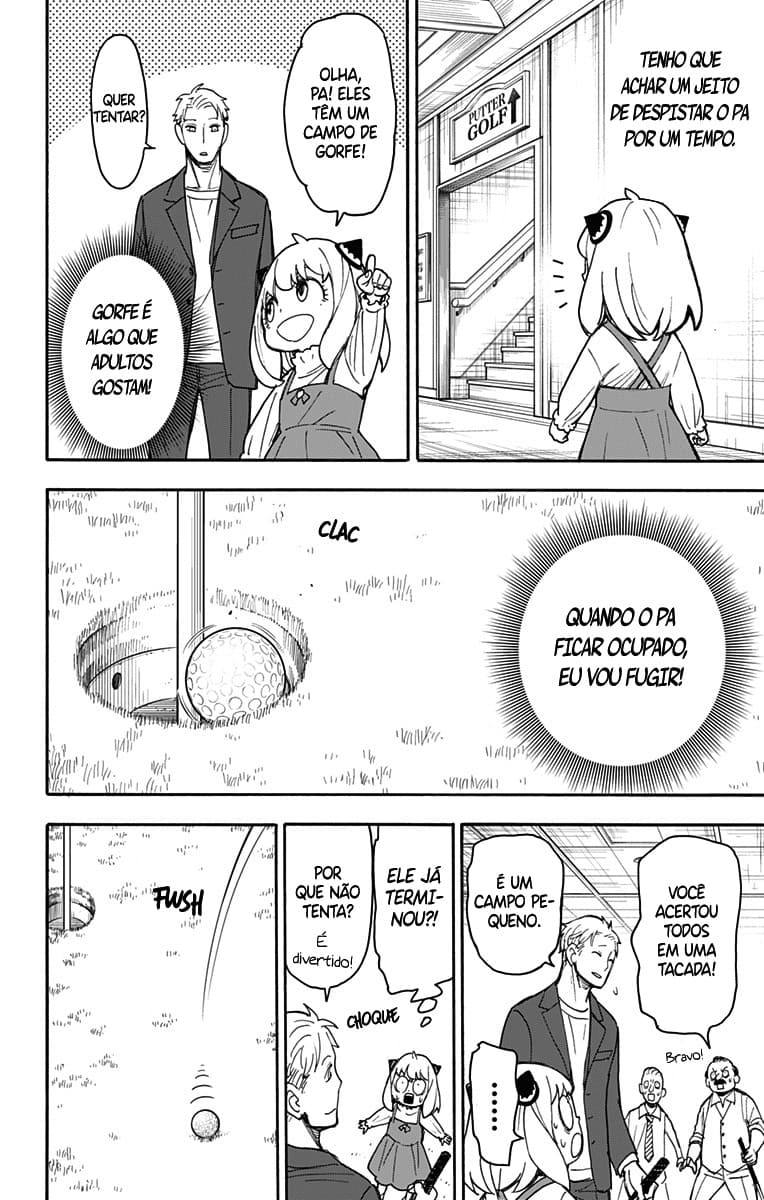 TENHO QUE
ACHAR UM JEITO
DE DESPISTAR O PA
POR UM TEMPO.
PUTTER
GOLF
OLHA,
PA! ELES
TÊM UM
CAMPO DE
GORFE!
QUER
TENTAR?
GORFE É
ALGO QUE
ADULTOS
GOSTAM!
CLAC
QUANDO O PA
FICAR OCUPADO,
EU VOU FUGIR!
VOCÊ
ACERTOU
TODOS
EM UMA
TACADA!
É UM
CAMPO PE-
QUENO.
Bravo!
......
ELE JÁ
TERMI-
NOU?!
POR
QUE NÃO
TENTA?
É
divertido!
CHOQUE
FWSH